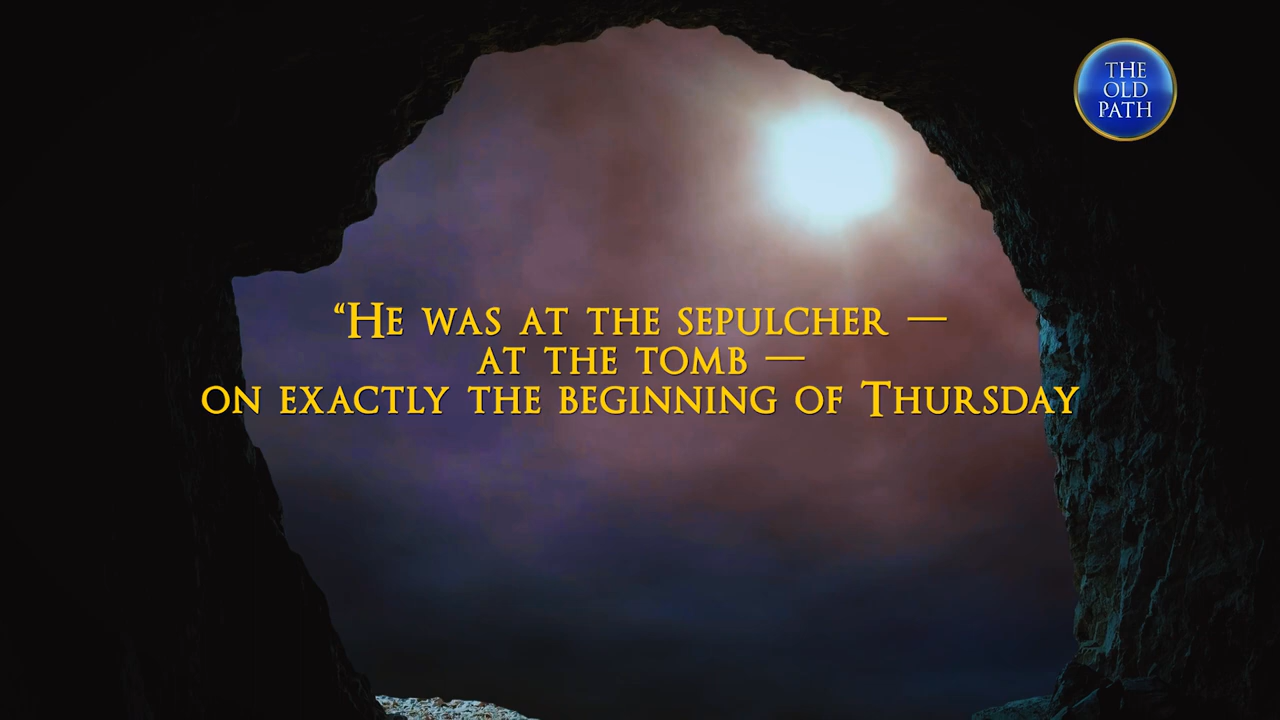 THE
OLD
PATH
“He was at the sepulcher —
at the tomb —
on exactly the beginning of Thursday